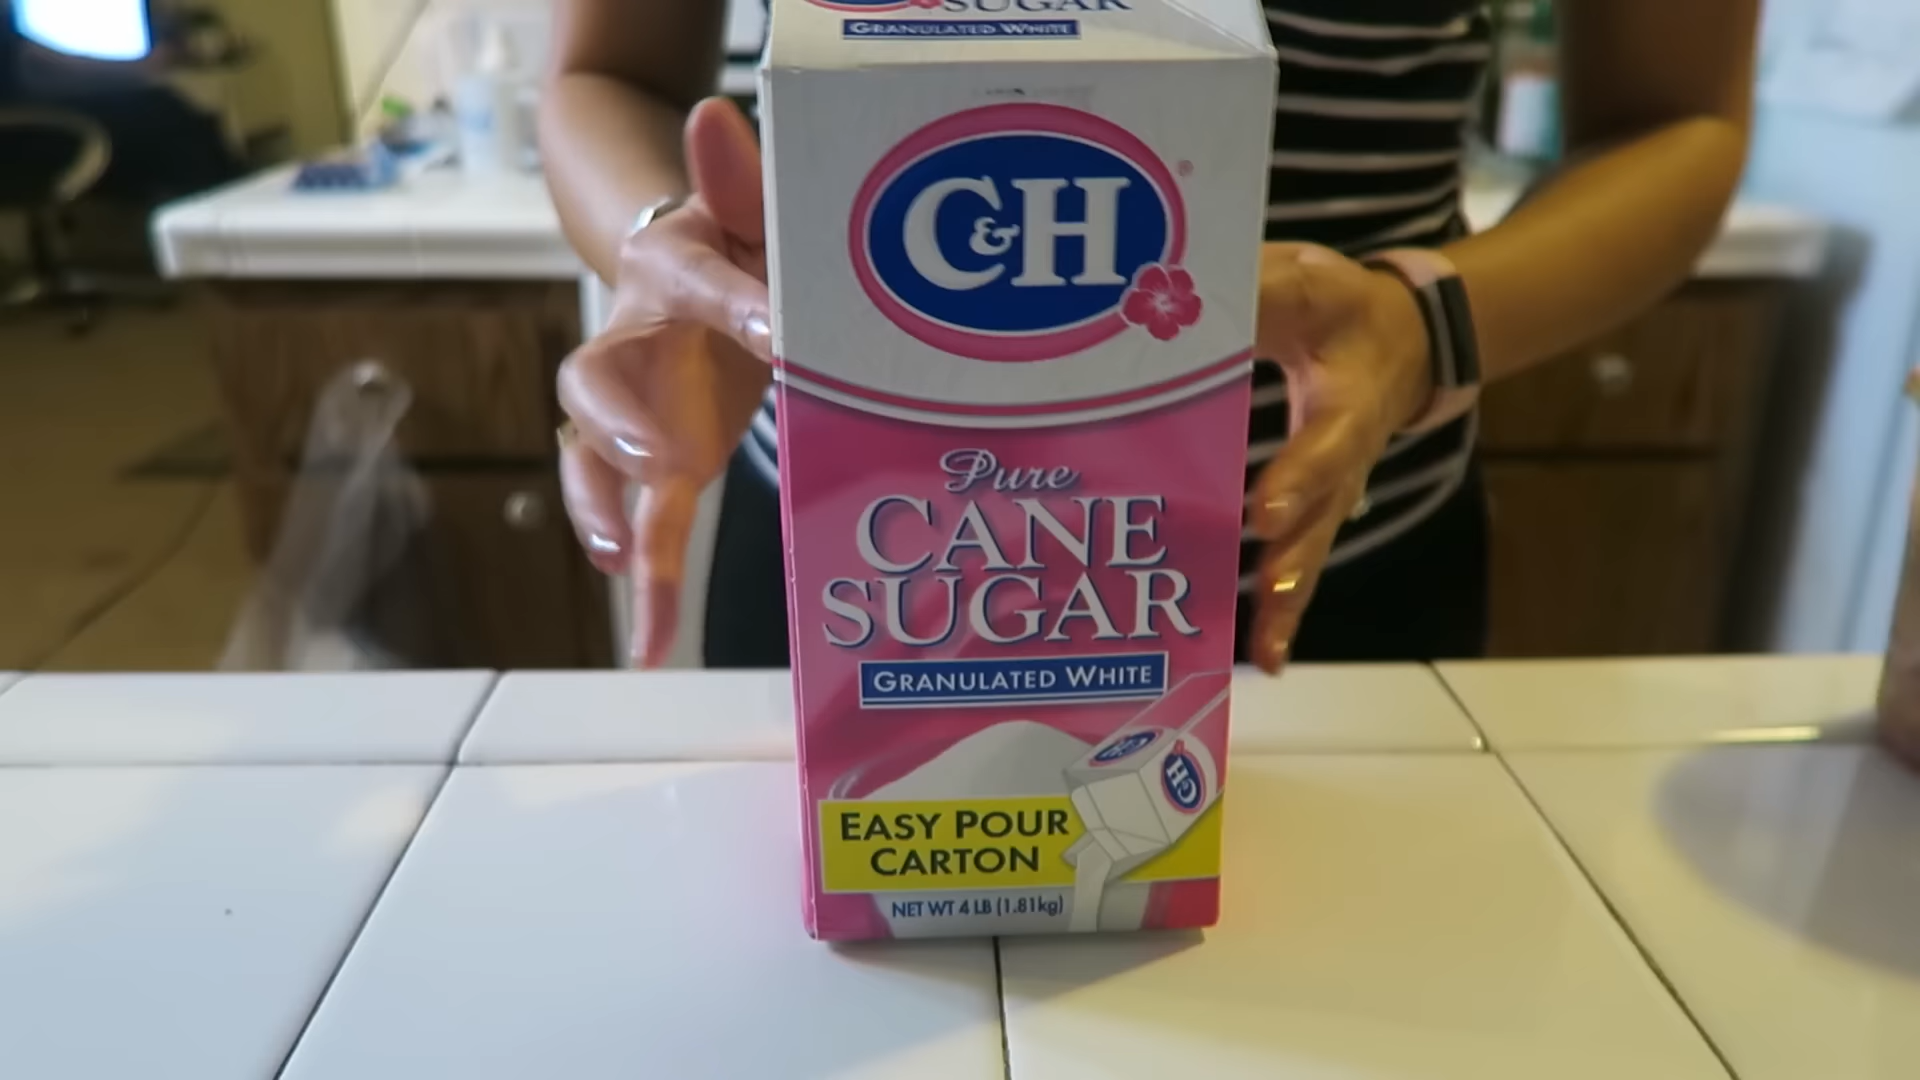 SUGAR
GRANULATED WHITE
C&H
®
Pure
CANE
SUGAR
GRANULATED WHITE
C&H
C&H
EASY POUR
CARTON
NET WT 4 LB (1.81kg)